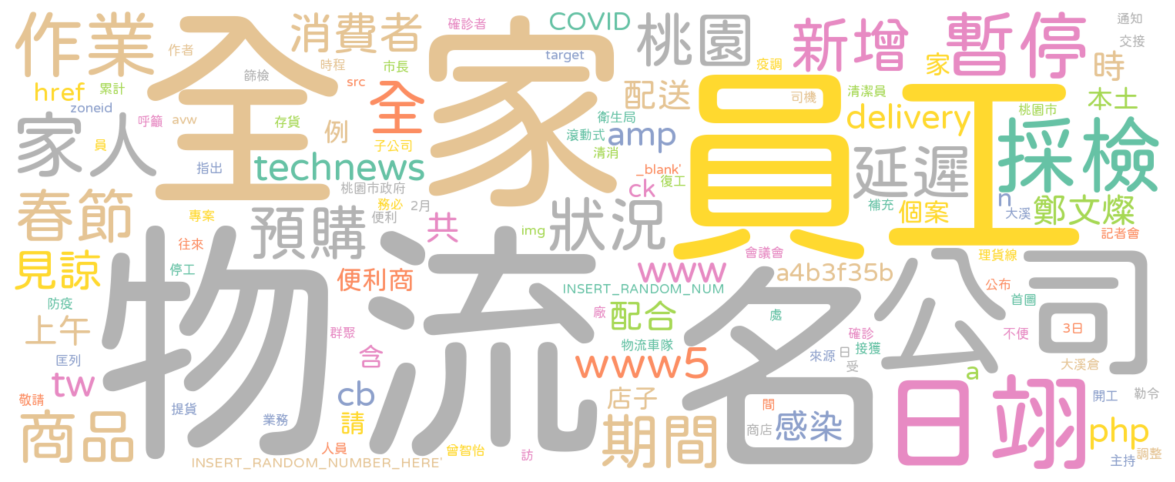 作業
全
家
消費者
確診者
COVID
桃園
新增
暫停
通知
交接
作者
篩檢
時程
市長
target
疫調
家
時
href
累計
src
zoneid
呼籲
avw
存貨
例
全
子公司
配送
司機
清潔員
衛生局
滾動式
amp
delivery
桃園市
本土
家人
員
指出
technews
清消
_blank'
復工
延遲
採檢
員工
桃園市政府
2月
務必
便利
ck
補充
個案
n
大溪
鄭文燦
春節
專案
預購
共
img
狀況
往來
會議會
記者會
理貨線
見諒
停工
便利商
www
a4b3f35b
INSERT_RANDOM_NUM
公司
公布
首圖
防疫
物流
名
廠
配合
處
3日
上午
群聚
含
物流車隊
確診
接獲
不便
來源
日
受
大溪倉
匡列
tw
cb
www5
a
敬請
提貨
業務
請
店子
間
開工
勒令
商品
期間
商店
感染
日翊
php
人員
曾智怡
訪
主持
調整
INSERT_RANDOM_NUMBER_HERE'